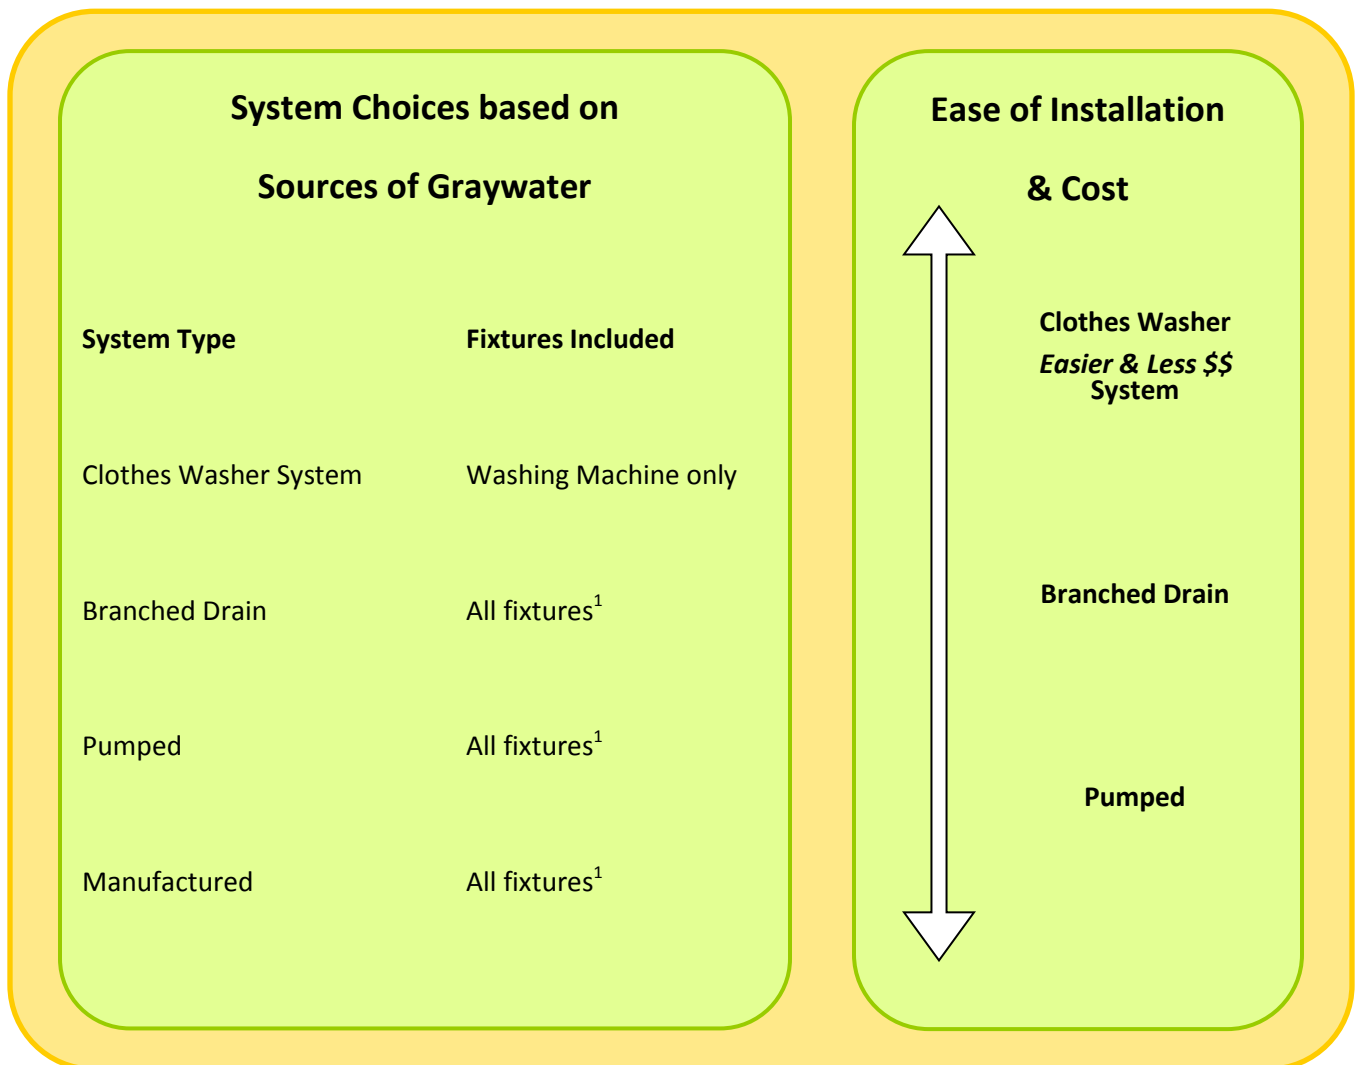 System Choices based on
Sources of Graywater
System Type Fixtures Included
Clothes Washer System Washing Machine only
Branched Drain All fixtures¹
Pumped All fixtures¹
Manufactured All fixtures¹
Ease of Installation
& Cost
Clothes Washer
Easier & Less $$
System
Branched Drain
Pumped